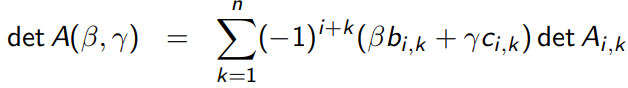 det A(β, γ) = ∑_{k=1}^{n} (−1)^{i+k}(βb_{i,k} + γc_{i,k}) det A_{i,k}